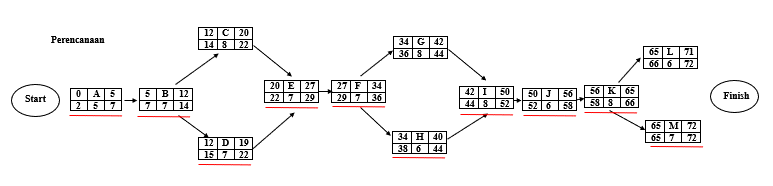 Perencanaan
Start
0 A 5
2 5 7
5 B 12
7 7 14
12 C 20
14 8 22
12 D 19
15 7 22
20 E 27
22 7 29
27 F 34
29 7 36
34 G 42
36 8 44
34 H 40
38 6 44
42 I 50
44 8 52
50 J 56
52 6 58
56 K 65
58 8 66
65 L 71
66 6 72
65 M 72
65 7 72
Finish